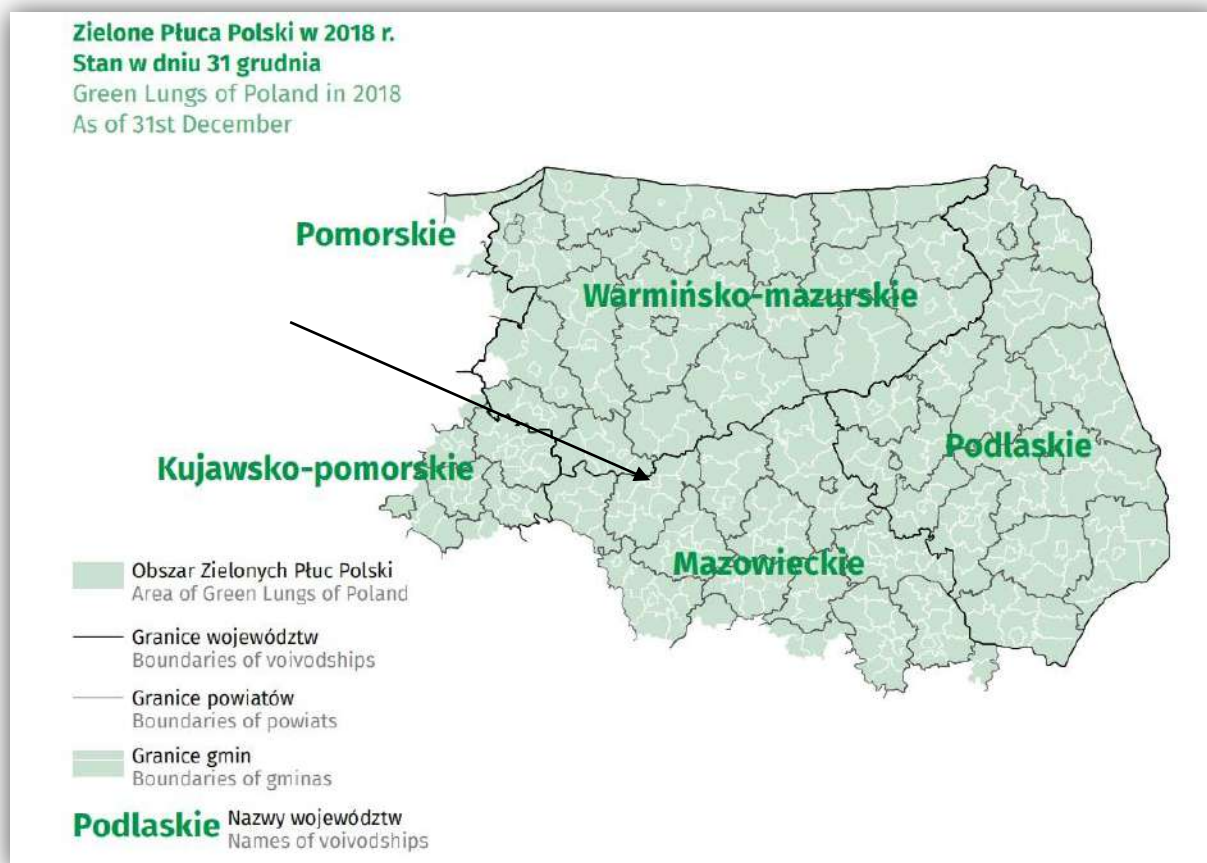 Zielone Płuca Polski w 2018 r.
Stan w dniu 31 grudnia
Green Lungs of Poland in 2018
As of 31st December
Pomorskie
Warmińsko-mazurskie
Kujawsko-pomorskie
Podlaskie
Mazowieckie
Obszar Zielonych Płuc Polski
Area of Green Lungs of Poland
Granice województw
Boundaries of voivodships
Granice powiatów
Boundaries of powiats
Granice gmin
Boundaries of gminas
Podlaskie Nazwy województw
Names of voivodships